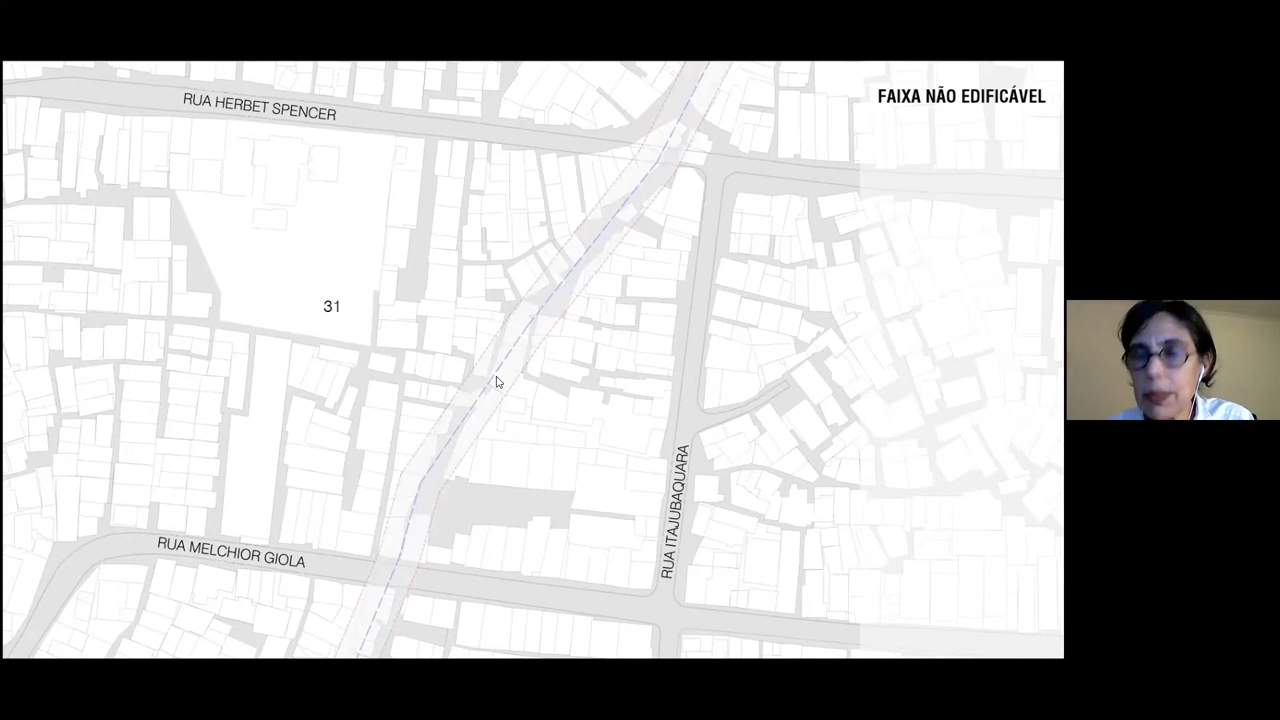 FAIXA NÃO EDIFICÁVEL
RUA HERBET SPENCER
31
RUA ITAJUBAQUARA
RUA MELCHIOR GIOLA